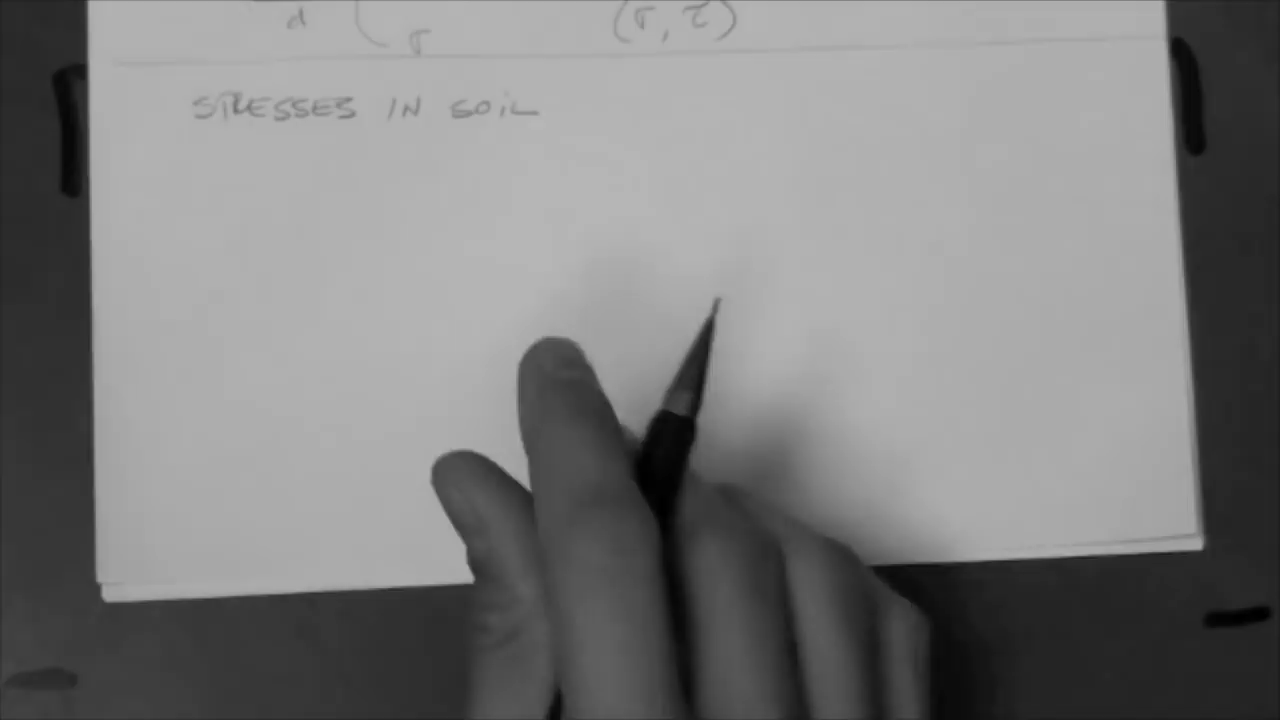 d σ (σ, τ)
STRESSES IN SOIL